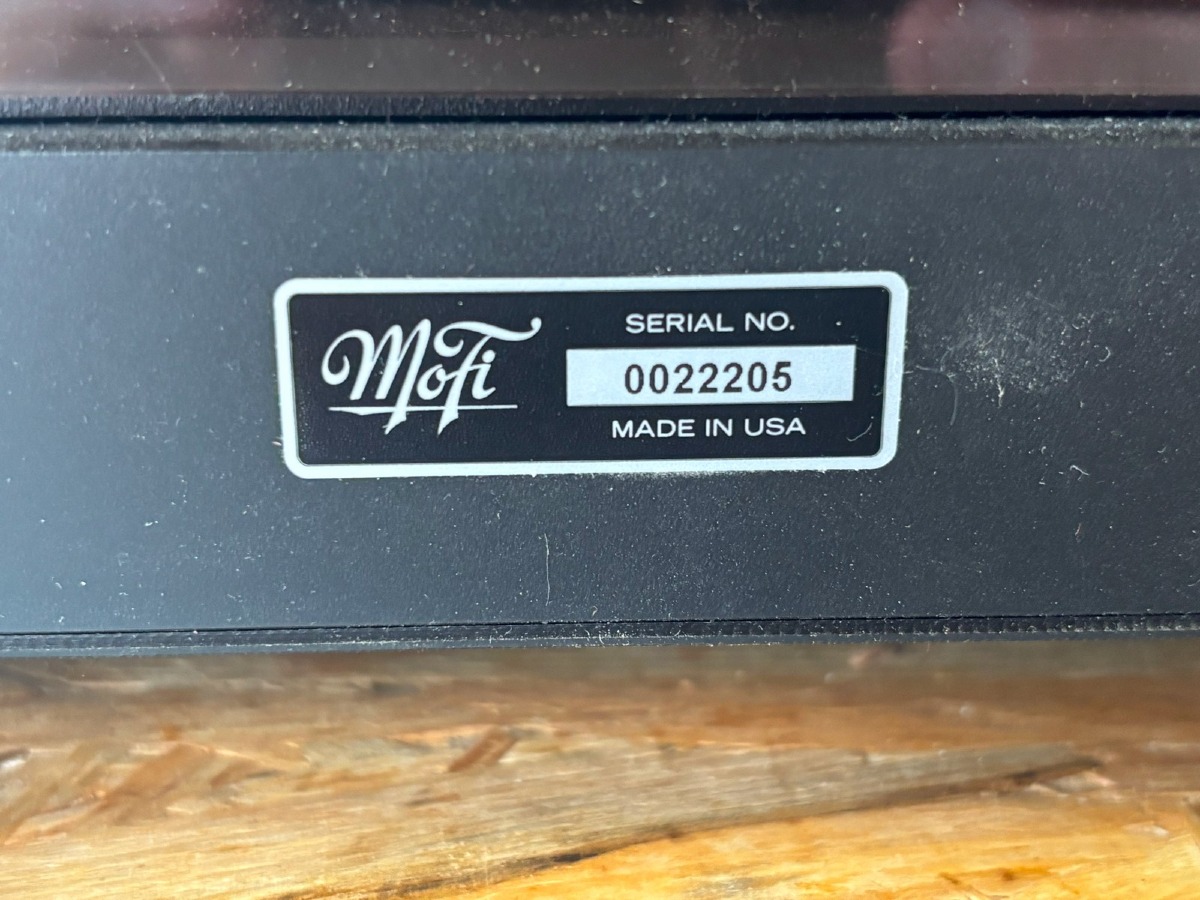 MoFi
SERIAL NO.
0022205
MADE IN USA